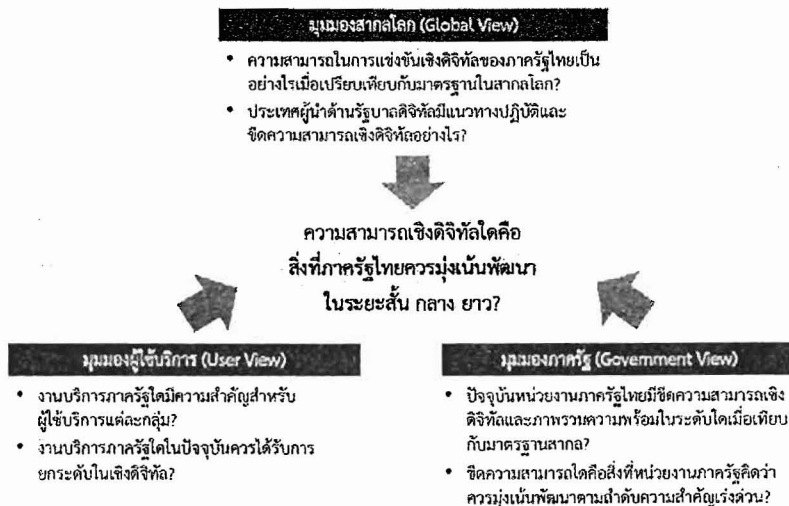 มุมมองสากลโลก (Global View)
• ความสามารถในการแข่งขันเชิงดิจิทัลของภาครัฐไทยเป็น
อย่างไรเมื่อเปรียบเทียบกับมาตรฐานในสากลโลก?
• ประเทศผู้นำด้านรัฐบาลดิจิทัลมีแนวทางปฏิบัติและ
ขีดความสามารถเชิงดิจิทัลอย่างไร?
ความสามารถเชิงดิจิทัลใดคือ
สิ่งที่ภาครัฐไทยควรมุ่งเน้นพัฒนา
ในระยะสั้น กลาง ยาว?
มุมมองผู้ใช้บริการ (User View)
• งานบริการภาครัฐใดมีความสำคัญสำหรับ
ผู้ใช้บริการแต่ละกลุ่ม?
• งานบริการภาครัฐใดในปัจจุบันควรได้รับการ
ยกระดับในเชิงดิจิทัล?
มุมมองภาครัฐ (Government View)
• ปัจจุบันหน่วยงานภาครัฐไทยมีขีดความสามารถเชิง
ดิจิทัลและภาพรวมความพร้อมในระดับใดเมื่อเทียบ
กับมาตรฐานสากล?
• ขีดความสามารถใดคือสิ่งที่หน่วยงานภาครัฐคิดว่า
ควรมุ่งเน้นพัฒนาตามลำดับความสำคัญเร่งด่วน?